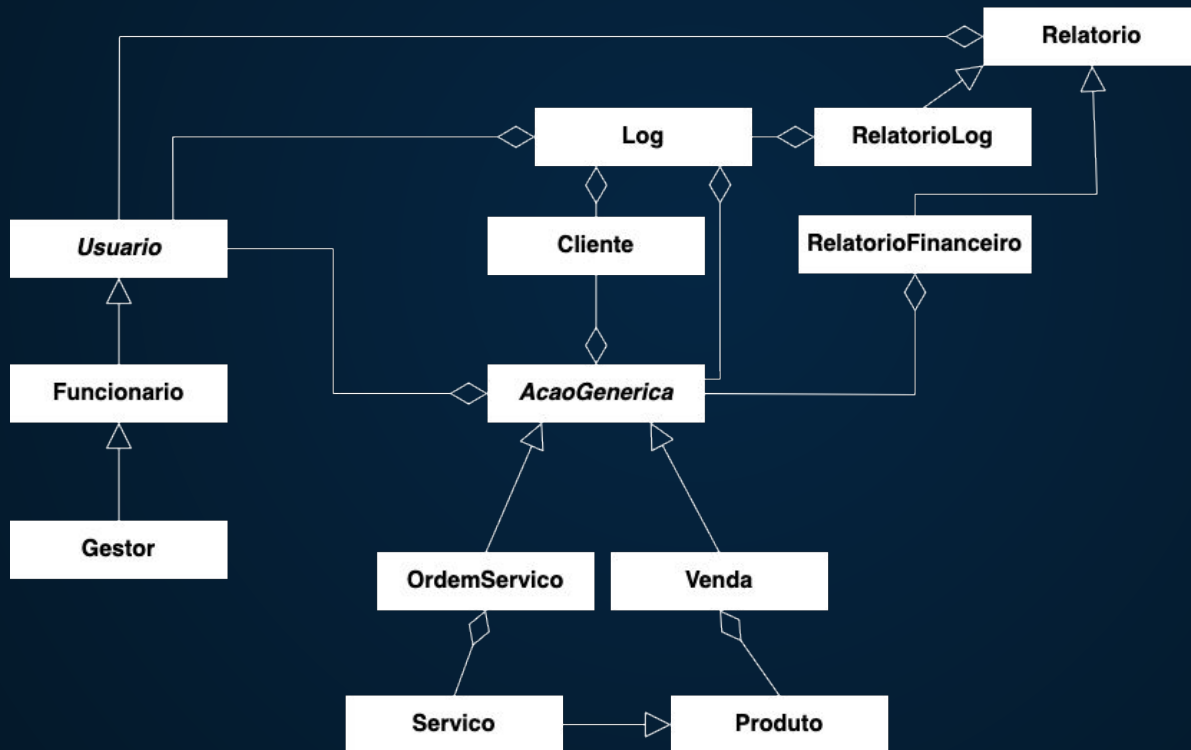 Relatorio
Log
RelatorioLog
Usuario
Cliente
RelatorioFinanceiro
Funcionario
AcaoGenerica
Gestor
OrdemServico
Venda
Servico
Produto